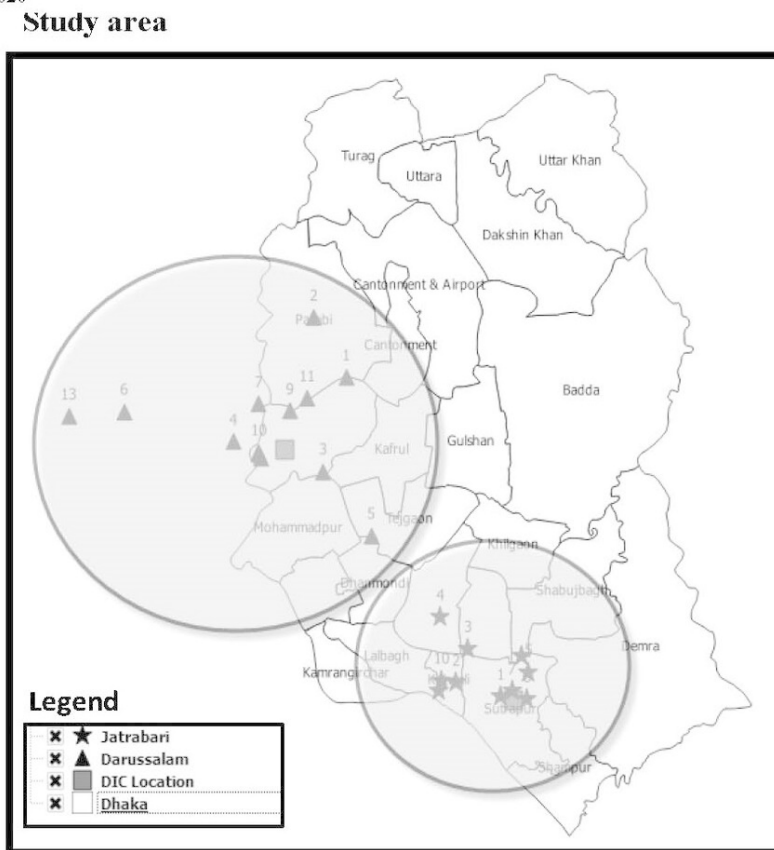 Study area
Turag
Uttar Khan
Uttara
Dakshin Khan
Cantonment & Airport
2
Cantonment
1
11
13
6
7
9
Badda
4
10
Gulshan
3
Kafrul
5
Tejgaon
Mohammadpur
Khilgaon
Dhanmondi
Shabujbagh
4
3
Demra
Lalbagh
5
10
2
Kamrangirchar
1
7
Sutrapur
Shampur
Legend
Jatrabari
Darussalam
DIC Location
Dhaka